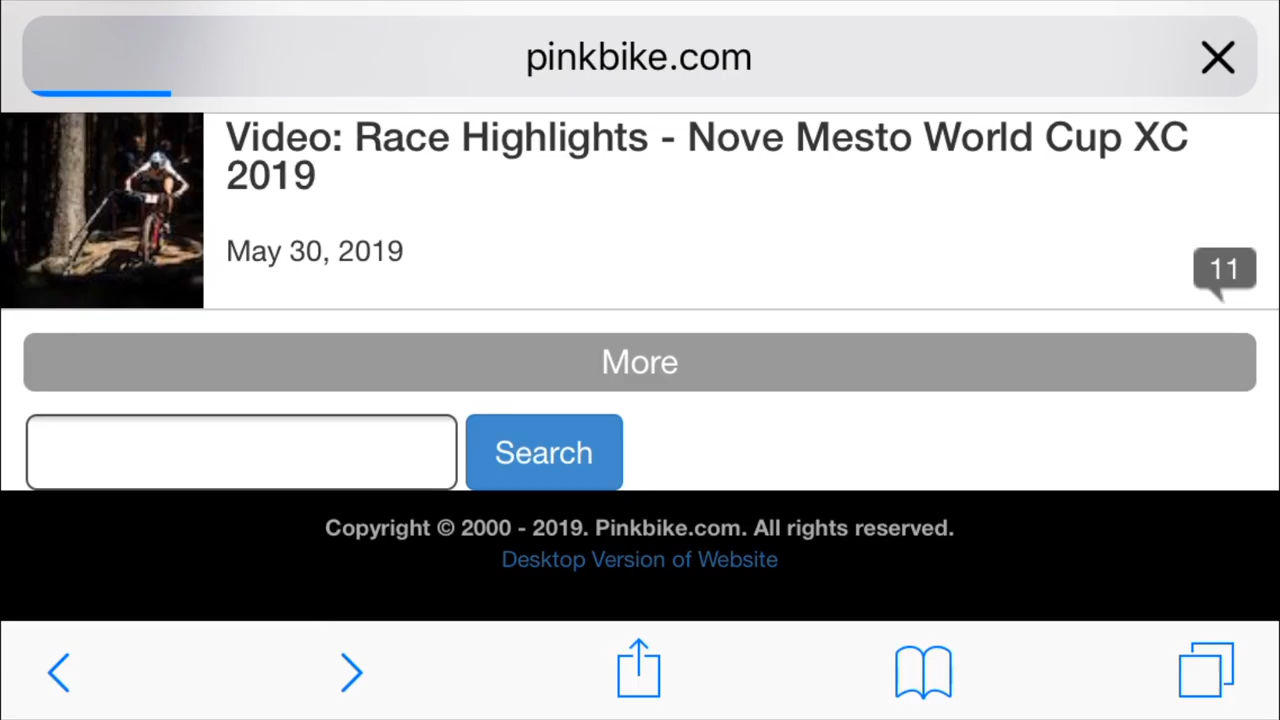 pinkbike.com
Video: Race Highlights - Nove Mesto World Cup XC
2019
May 30, 2019
11
More
Search
Copyright © 2000 - 2019. Pinkbike.com. All rights reserved.
Desktop Version of Website